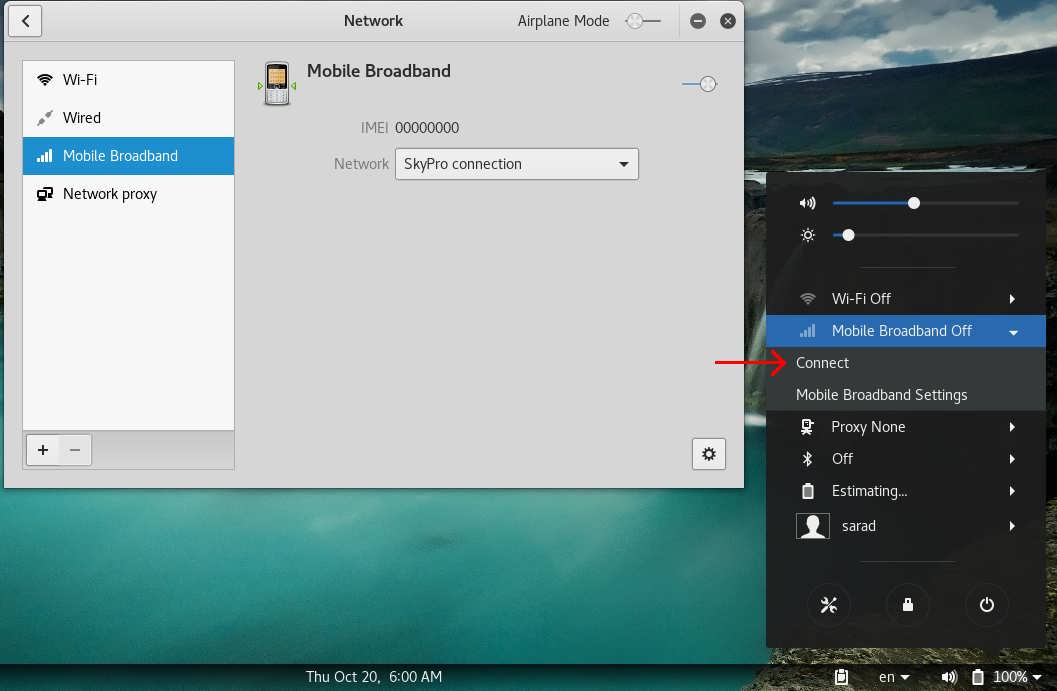 Network
Airplane Mode
Wi-Fi
Wired
Mobile Broadband
Network proxy
Mobile Broadband
IMEI 00000000
Network SkyPro connection
Wi-Fi Off
Mobile Broadband Off
Connect
Mobile Broadband Settings
Proxy None
Off
Estimating...
sarad
Thu Oct 20, 6:00 AM
en
100%